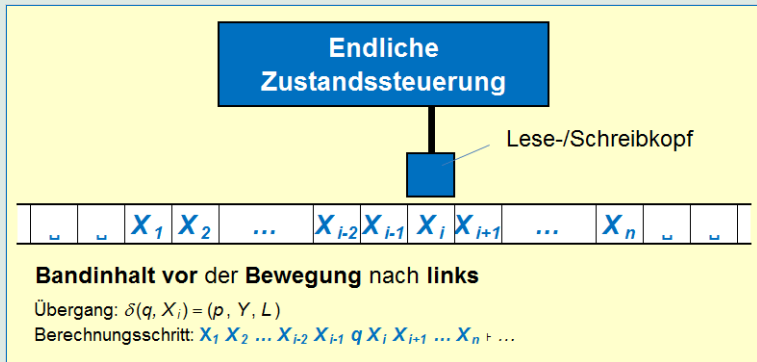 Endliche
Zustandssteuerung
Lese-/Schreibkopf
␣ ␣ X₁ X₂ ... Xᵢ₋₂ Xᵢ₋₁ Xᵢ Xᵢ₊₁ ... Xₙ ␣ ␣
Bandinhalt vor der Bewegung nach links
Übergang: δ(q, Xᵢ) = (p, Y, L)
Berechnungsschritt: X₁ X₂ ... Xᵢ₋₂ Xᵢ₋₁ q Xᵢ Xᵢ₊₁ ... Xₙ ⊦ ...